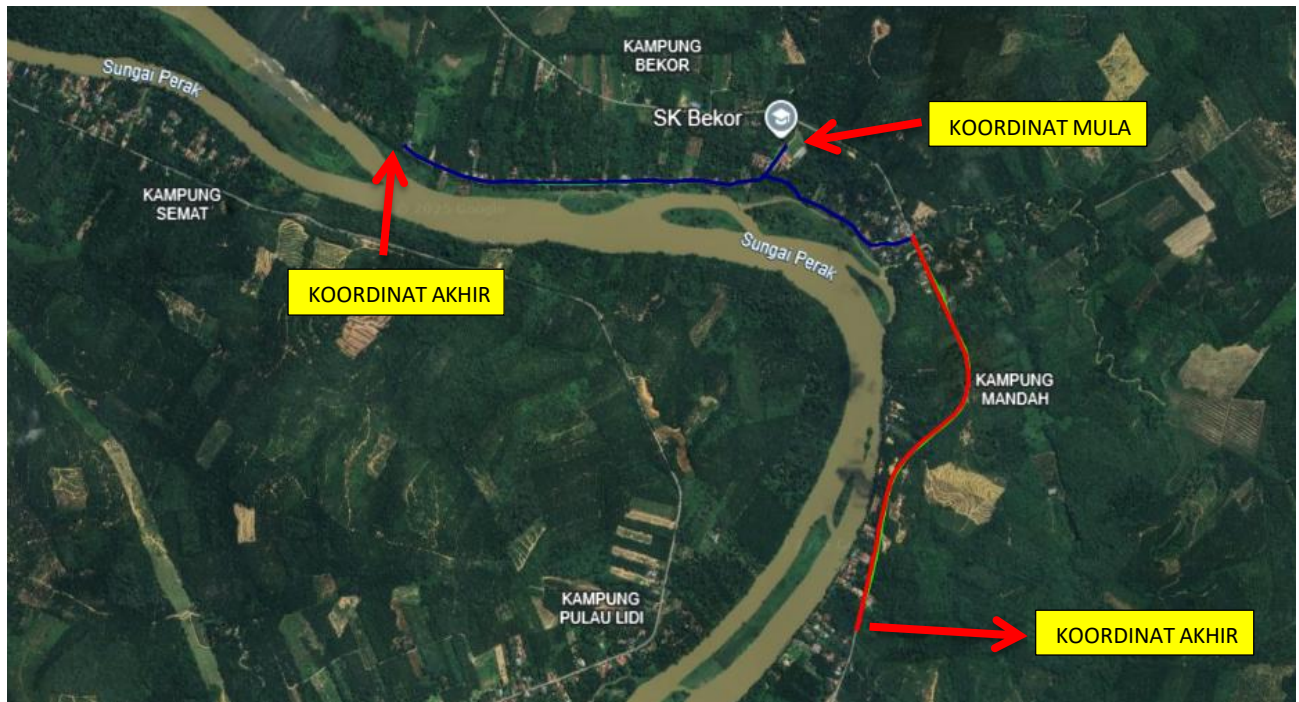 KAMPUNG
BEKOR
Sungai Perak
SK Bekor
KOORDINAT MULA
KAMPUNG
SEMAT
Sungai Perak
KOORDINAT AKHIR
KAMPUNG
MANDAH
KAMPUNG
PULAU LIDI
KOORDINAT AKHIR